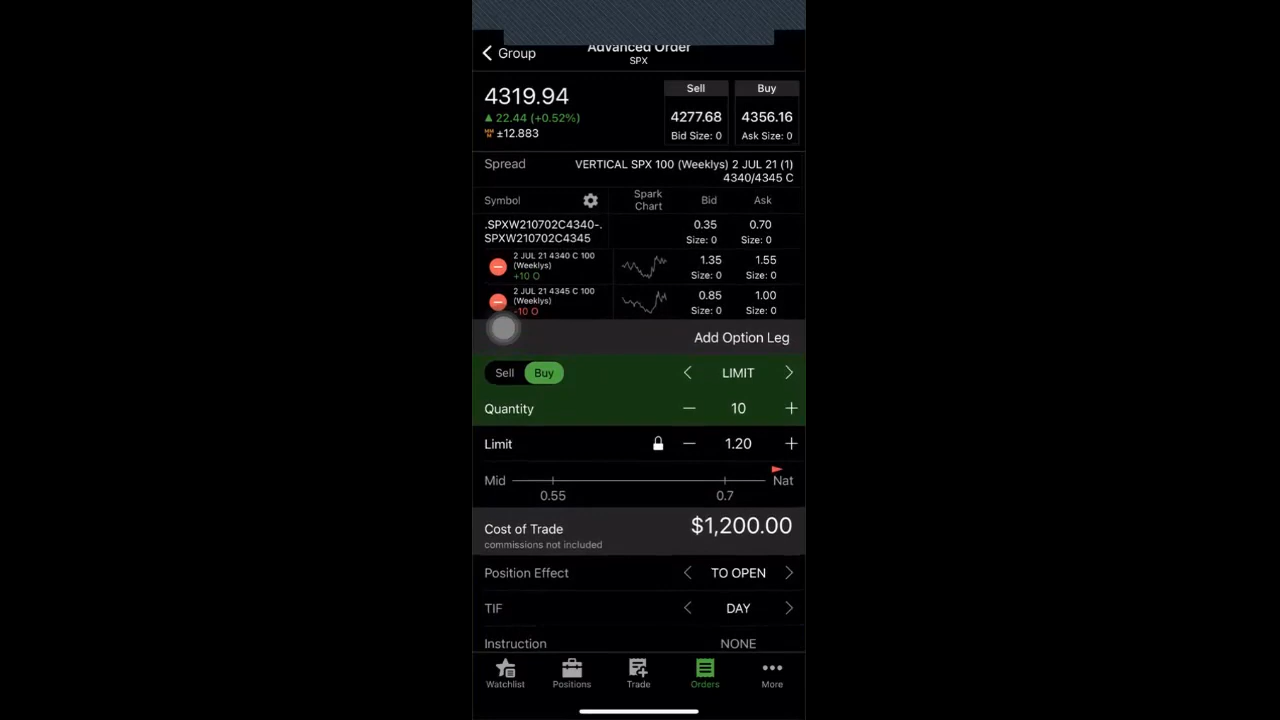 Advanced Order
Group
SPX
4319.94
22.44 (+0.52%)
±12.883
Sell
4277.68
Bid Size: 0
Buy
4356.16
Ask Size: 0
Spread
VERTICAL SPX 100 (Weeklys) 2 JUL 21 (1)
4340/4345 C
Symbol
Spark
Chart
Bid
Ask
.SPXW210702C4340-.
SPXW210702C4345
0.35
Size: 0
0.70
Size: 0
2 JUL 21 4340 C 100
(Weeklys)
+10 O
1.35
Size: 0
1.55
Size: 0
2 JUL 21 4345 C 100
(Weeklys)
-10 O
0.85
Size: 0
1.00
Size: 0
Add Option Leg
Sell Buy
LIMIT
Quantity
10
Limit
1.20
Mid
Nat
0.55
0.7
Cost of Trade
commissions not included
$1,200.00
Position Effect
TO OPEN
TIF
DAY
Instruction
NONE
Watchlist
Positions
Trade
Orders
More